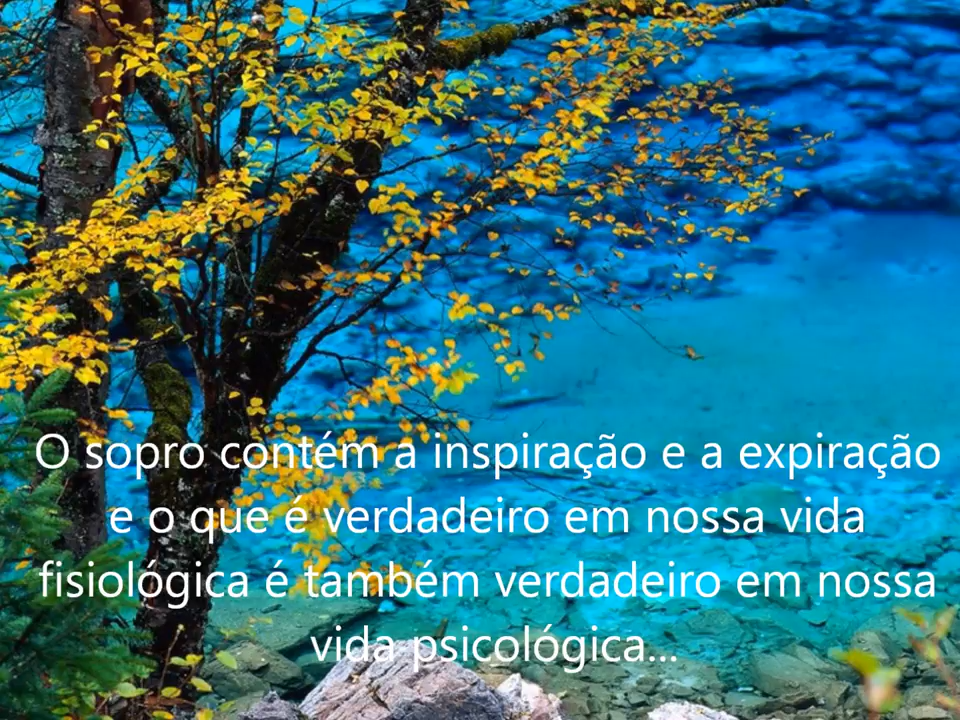 O sopro contém a inspiração e a expiração
e o que é verdadeiro em nossa vida
fisiológica é também verdadeiro em nossa
vida psicológica...